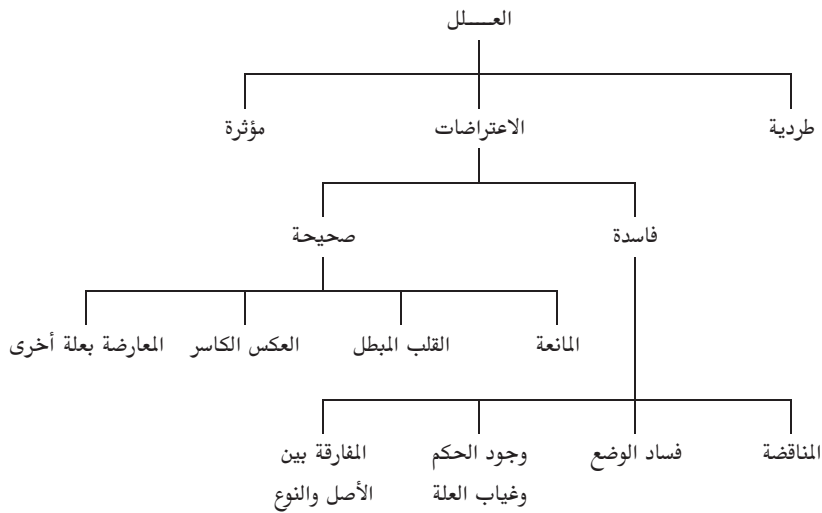 العـــلل
طردية
الاعتراضات
مؤثرة
فاسدة
صحيحة
المانعة
القلب المبطل
العكس الكاسر
المعارضة بعلة أخرى
المناقضة
فساد الوضع
وجود الحكم
وغياب العلة
المفارقة بين
الأصل والنوع